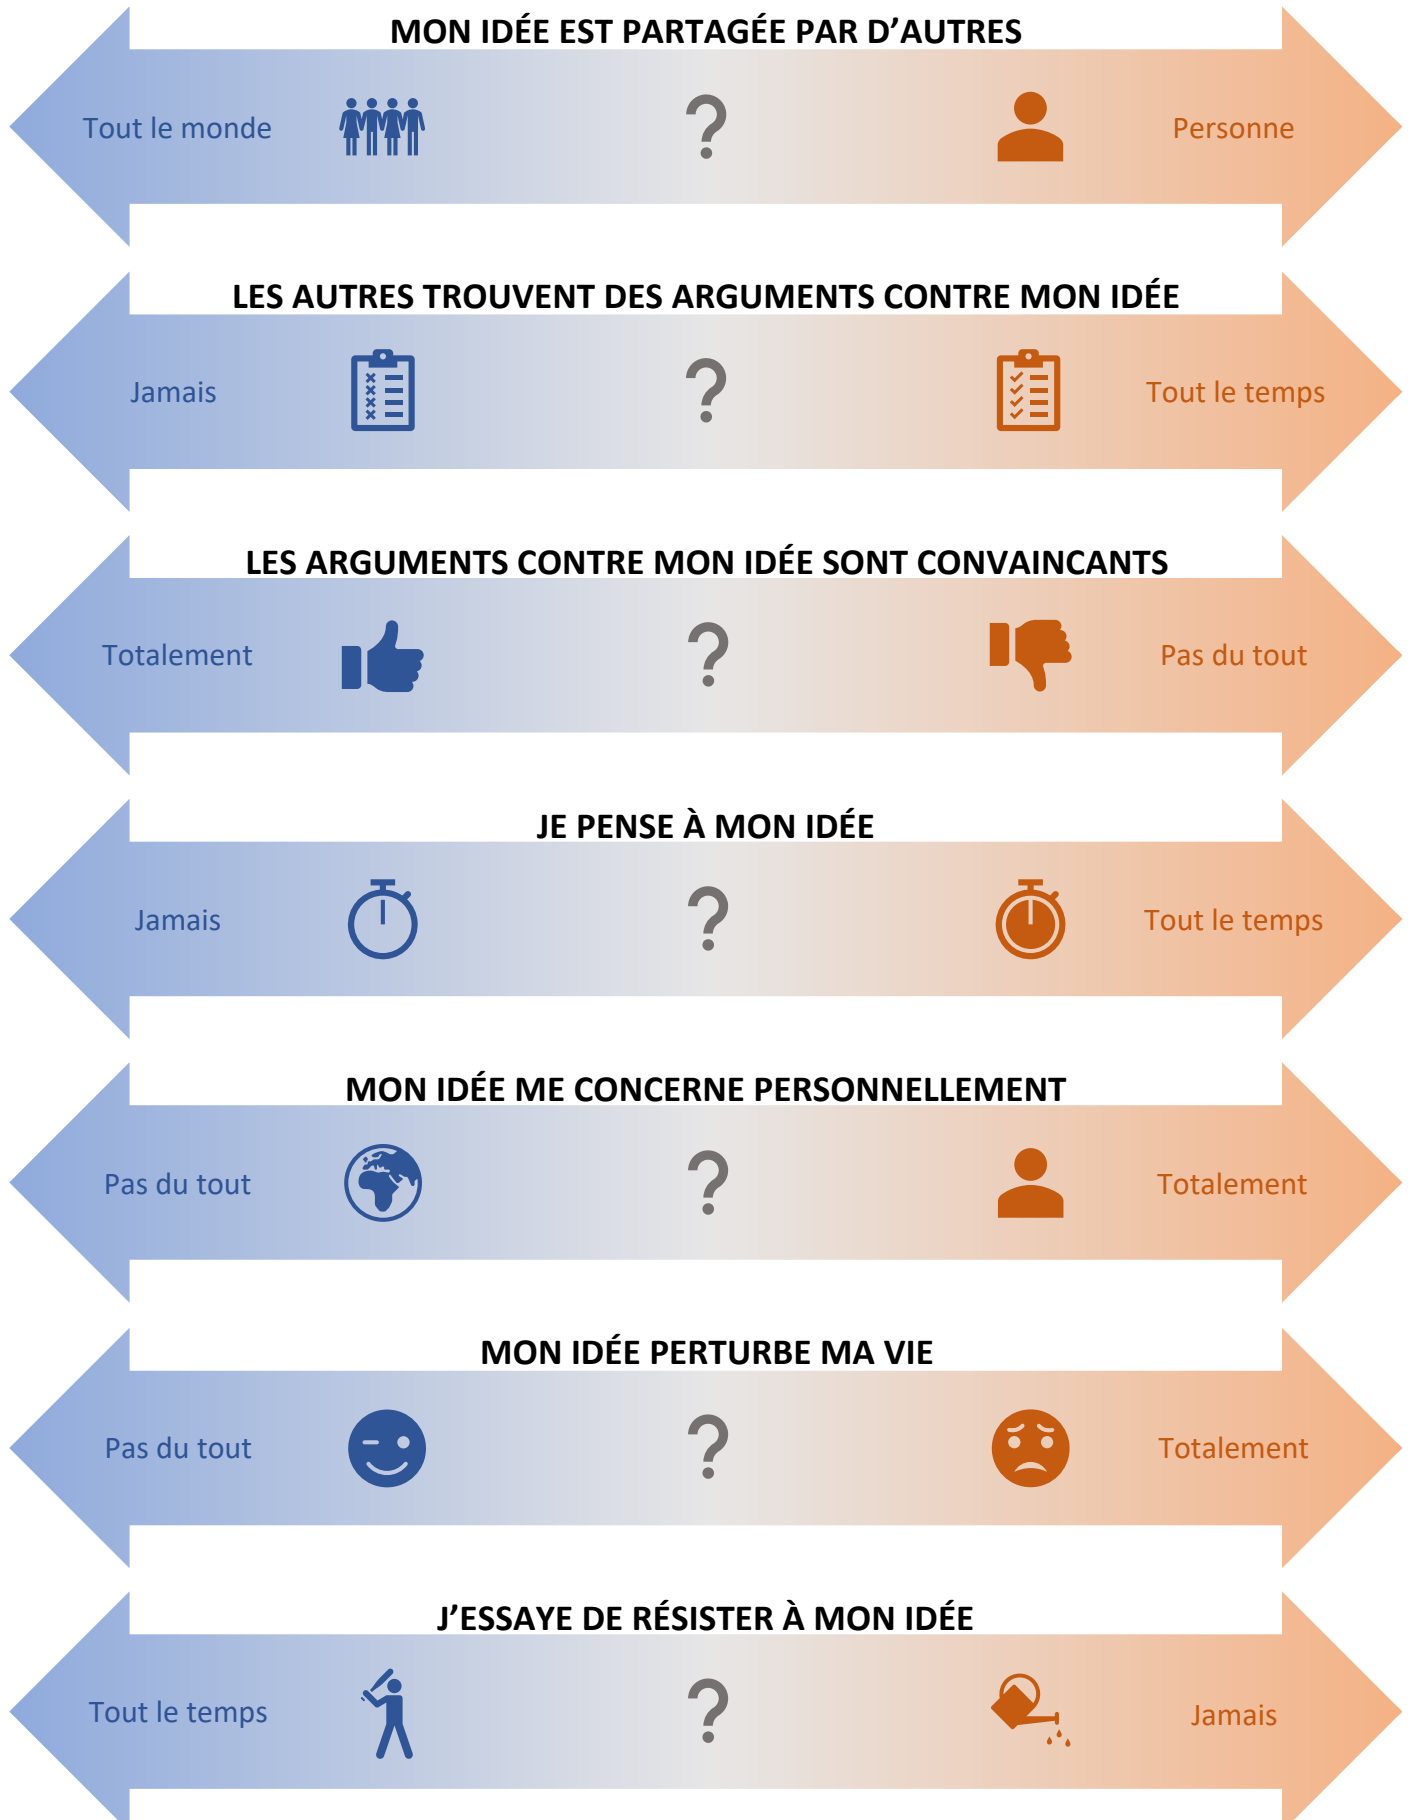 MON IDÉE EST PARTAGÉE PAR D’AUTRES
Tout le monde
?
Personne
LES AUTRES TROUVENT DES ARGUMENTS CONTRE MON IDÉE
Jamais
?
Tout le temps
LES ARGUMENTS CONTRE MON IDÉE SONT CONVAINCANTS
Totalement
?
Pas du tout
JE PENSE À MON IDÉE
Jamais
?
Tout le temps
MON IDÉE ME CONCERNE PERSONNELLEMENT
Pas du tout
?
Totalement
MON IDÉE PERTURBE MA VIE
Pas du tout
?
Totalement
J’ESSAYE DE RÉSISTER À MON IDÉE
Tout le temps
?
Jamais